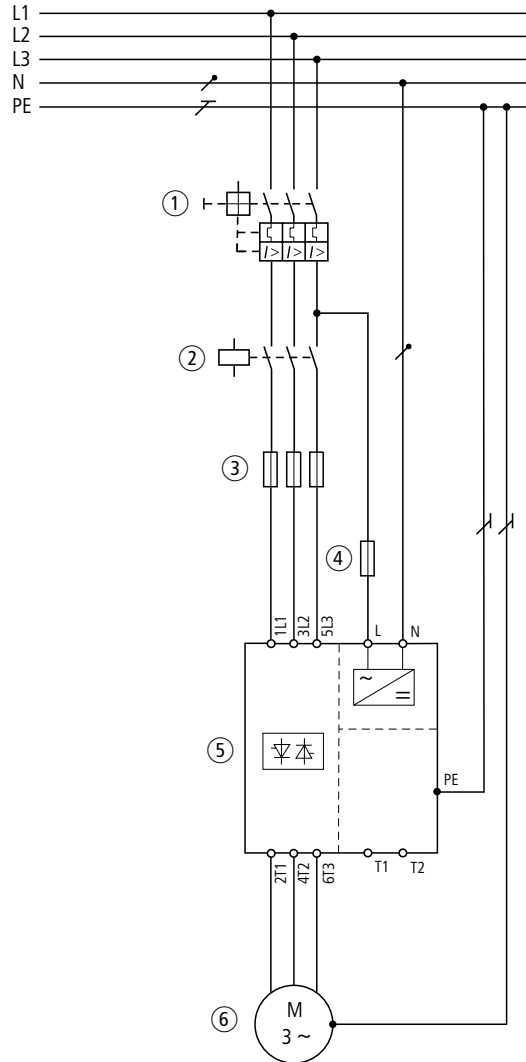 L1
L2
L3
N
PE
①
I> I> I>
②
③
④
1L1 3L2 5L3 L N
~
=
⑤
PE
2T1 4T2 6T3 T1 T2
⑥
M
3 ~